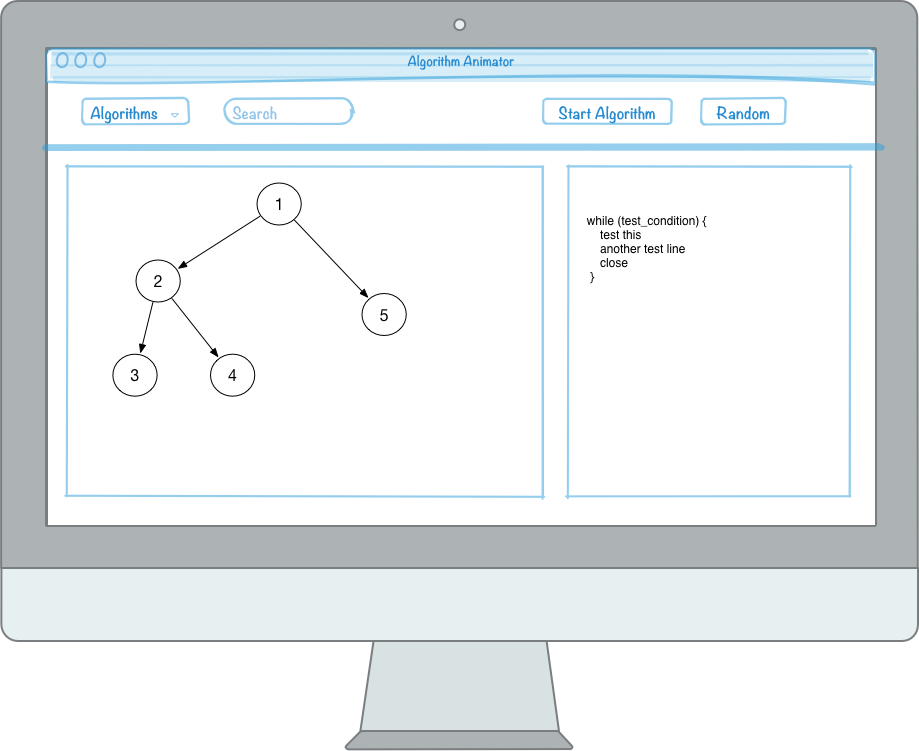 Algorithm Animator
Algorithms
Search
Start Algorithm
Random
1
2
5
3
4
while (test_condition) {
    test this
    another test line
    close
 }